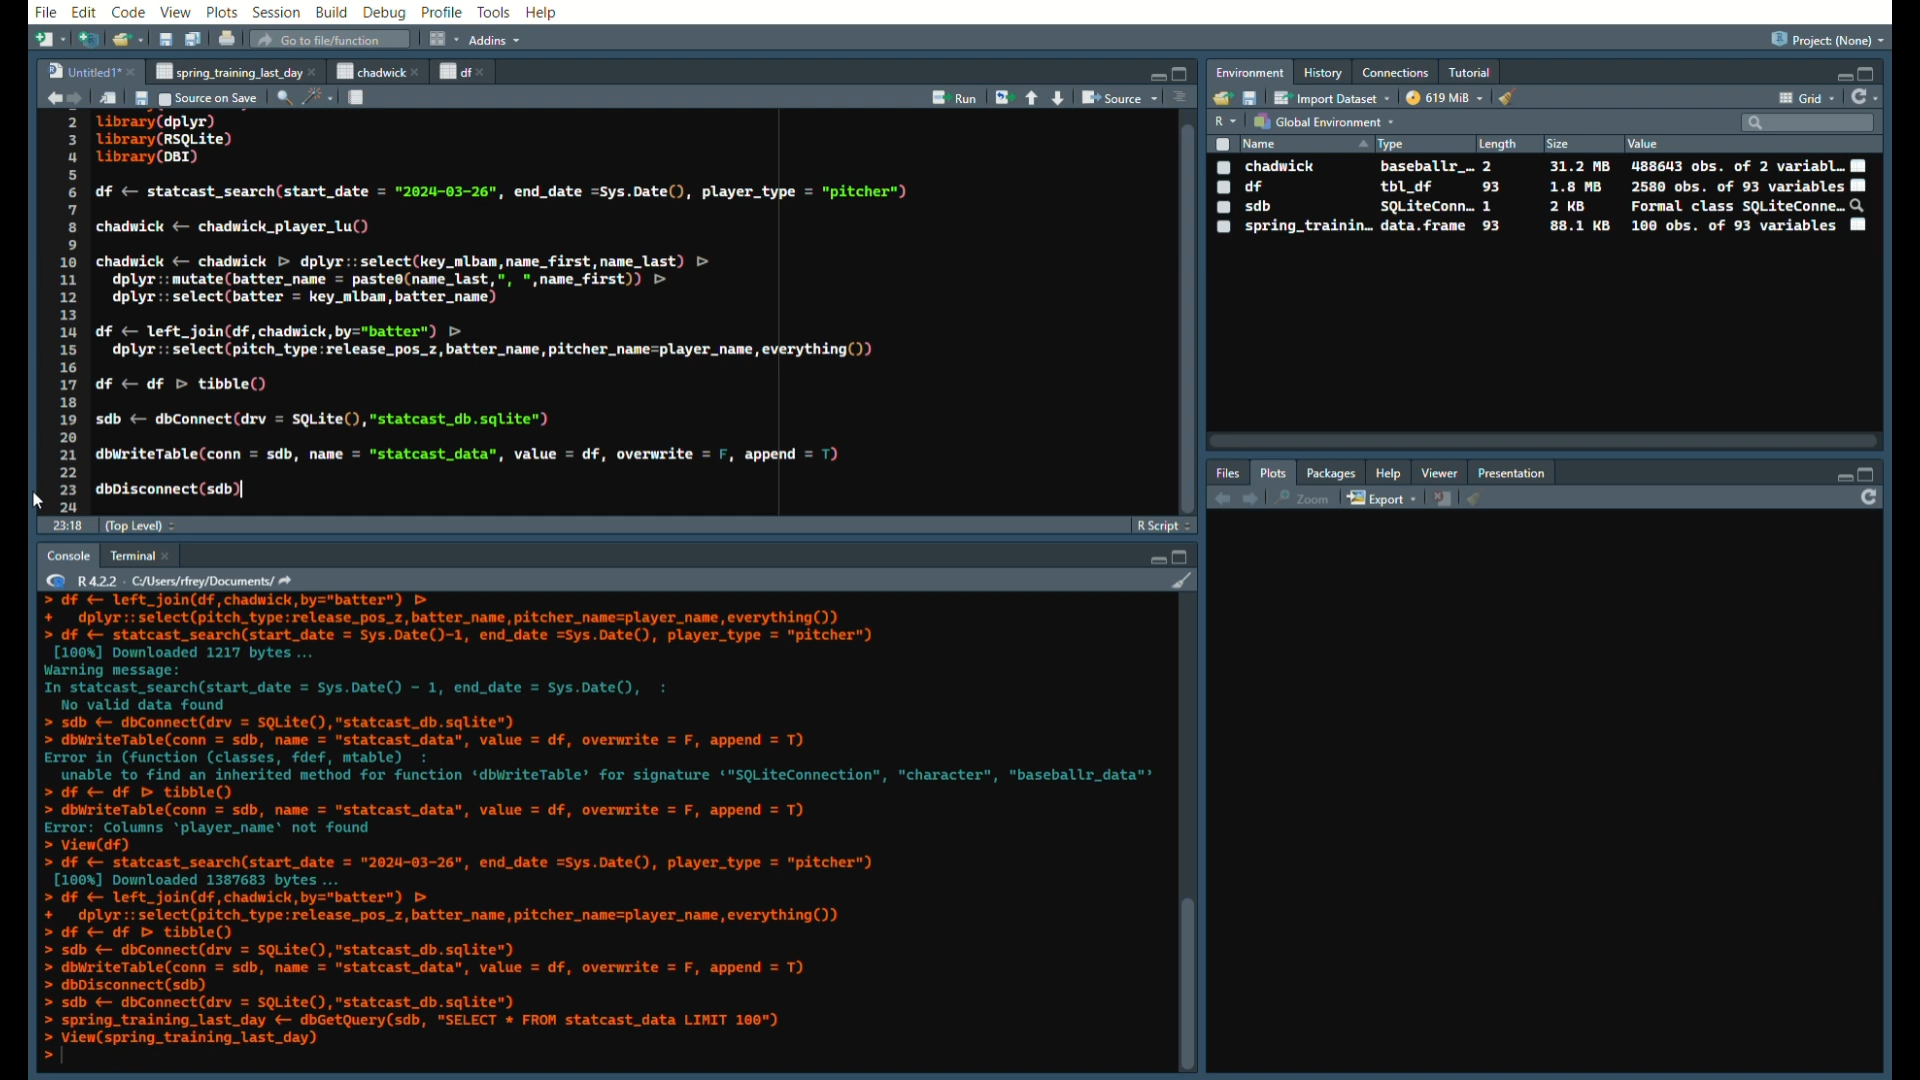 File Edit Code View Plots Session Build Debug Profile Tools Help
Go to file/function Addins Project: (None)
Untitled1* spring_training_last_day chadwick df
Source on Save Run Source
2 library(dplyr)
3 library(RSQLite)
4 library(DBI)
5
6 df <- statcast_search(start_date = "2024-03-26", end_date =Sys.Date(), player_type = "pitcher")
7
8 chadwick <- chadwick_player_lu()
9
10 chadwick <- chadwick |> dplyr::select(key_mlbam,name_first,name_last) |>
11 dplyr::mutate(batter_name = paste0(name_last,", ",name_first)) |>
12 dplyr::select(batter = key_mlbam,batter_name)
13
14 df <- left_join(df,chadwick,by="batter") |>
15 dplyr::select(pitch_type:release_pos_z,batter_name,pitcher_name=player_name,everything())
16
17 df <- df |> tibble()
18
19 sdb <- dbConnect(drv = SQLite(),"statcast_db.sqlite")
20
21 dbWriteTable(conn = sdb, name = "statcast_data", value = df, overwrite = F, append = T)
22
23 dbDisconnect(sdb)
24
23:18 (Top Level) R Script
Console Terminal
R 4.2.2 · C:/Users/rfrey/Documents/
> df <- left_join(df,chadwick,by="batter") |>
+ dplyr::select(pitch_type:release_pos_z,batter_name,pitcher_name=player_name,everything())
> df <- statcast_search(start_date = Sys.Date()-1, end_date =Sys.Date(), player_type = "pitcher")
[100%] Downloaded 1217 bytes...
Warning message:
In statcast_search(start_date = Sys.Date() - 1, end_date = Sys.Date(), :
No valid data found
> sdb <- dbConnect(drv = SQLite(),"statcast_db.sqlite")
> dbWriteTable(conn = sdb, name = "statcast_data", value = df, overwrite = F, append = T)
Error in (function (classes, fdef, mtable) :
unable to find an inherited method for function ‘dbWriteTable’ for signature ‘"SQLiteConnection", "character", "baseballr_data"’
> df <- df |> tibble()
> dbWriteTable(conn = sdb, name = "statcast_data", value = df, overwrite = F, append = T)
Error: Columns `player_name` not found
> View(df)
> df <- statcast_search(start_date = "2024-03-26", end_date =Sys.Date(), player_type = "pitcher")
[100%] Downloaded 1387683 bytes...
> df <- left_join(df,chadwick,by="batter") |>
+ dplyr::select(pitch_type:release_pos_z,batter_name,pitcher_name=player_name,everything())
> df <- df |> tibble()
> sdb <- dbConnect(drv = SQLite(),"statcast_db.sqlite")
> dbWriteTable(conn = sdb, name = "statcast_data", value = df, overwrite = F, append = T)
> dbDisconnect(sdb)
> sdb <- dbConnect(drv = SQLite(),"statcast_db.sqlite")
> spring_training_last_day <- dbGetQuery(sdb, "SELECT * FROM statcast_data LIMIT 100")
> View(spring_training_last_day)
>
Environment History Connections Tutorial
Import Dataset 619 MiB Grid
R Global Environment
Name Type Length Size Value
chadwick baseballr_… 2 31.2 MB 488643 obs. of 2 variabl…
df tbl_df 93 1.8 MB 2580 obs. of 93 variables
sdb SQLiteConn… 1 2 KB Formal class SQLiteConne…
spring_trainin… data.frame 93 88.1 KB 100 obs. of 93 variables
Files Plots Packages Help Viewer Presentation
Zoom Export